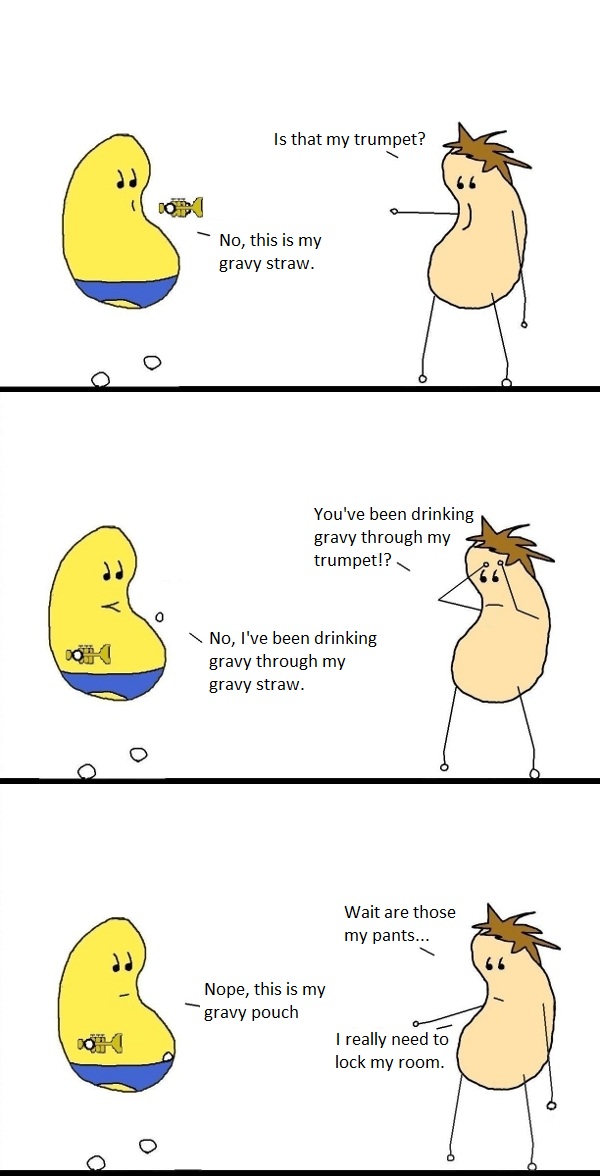 Is that my trumpet?
No, this is my
gravy straw.
You've been drinking
gravy through my
trumpet!?
No, I've been drinking
gravy through my
gravy straw.
Wait are those
my pants...
Nope, this is my
gravy pouch
I really need to
lock my room.